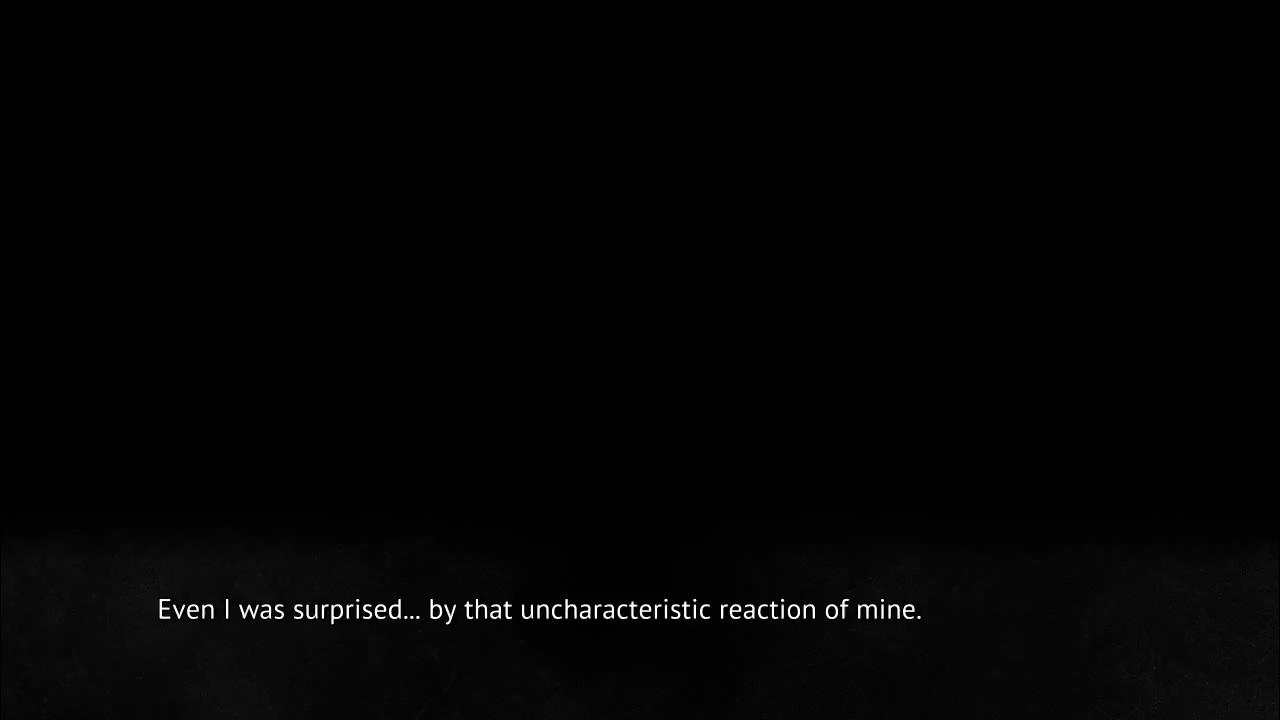 Even I was surprised... by that uncharacteristic reaction of mine.